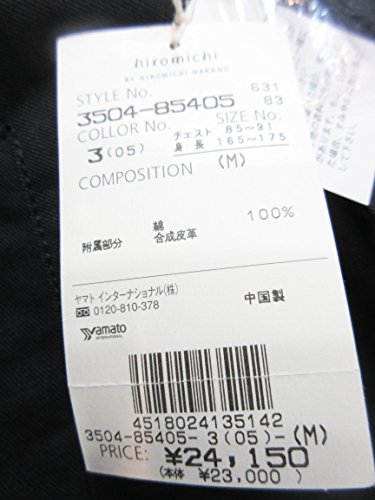 hiromichi
BY HIROMICHI NAKANO
STYLE No. 631
3504-85405 83
COLOR No. SIZE No.
3(05) チェスト 85～91
身長 165～175
COMPOSITION (M)
綿 100%
附属部分 合成皮革
ヤマト インターナショナル(株)
0120-810-378 中国製
Yamato
INTERNATIONAL
4518024135142
3504-85405- 3(05)-(M)
PRICE: ¥24,150
(本体 ¥23,000)